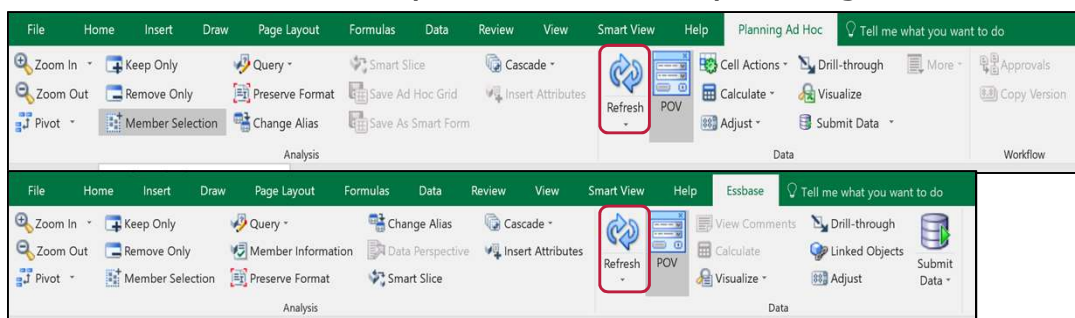 File Home Insert Draw Page Layout Formulas Data Review View Smart View Help Planning Ad Hoc Tell me what you want to do
Zoom In Keep Only Query Smart Slice Cascade Refresh POV Cell Actions Drill-through More Approvals
Zoom Out Remove Only Preserve Format Save Ad Hoc Grid Insert Attributes Calculate Visualize Copy Version
Pivot Member Selection Change Alias Save As Smart Form Adjust Submit Data
Analysis Data Workflow
File Home Insert Draw Page Layout Formulas Data Review View Smart View Help Essbase Tell me what you want to do
Zoom In Keep Only Query Change Alias Cascade Refresh POV View Comments Drill-through Submit Data
Zoom Out Remove Only Member Information Data Perspective Insert Attributes Calculate Linked Objects
Pivot Member Selection Preserve Format Smart Slice Visualize Adjust
Analysis Data